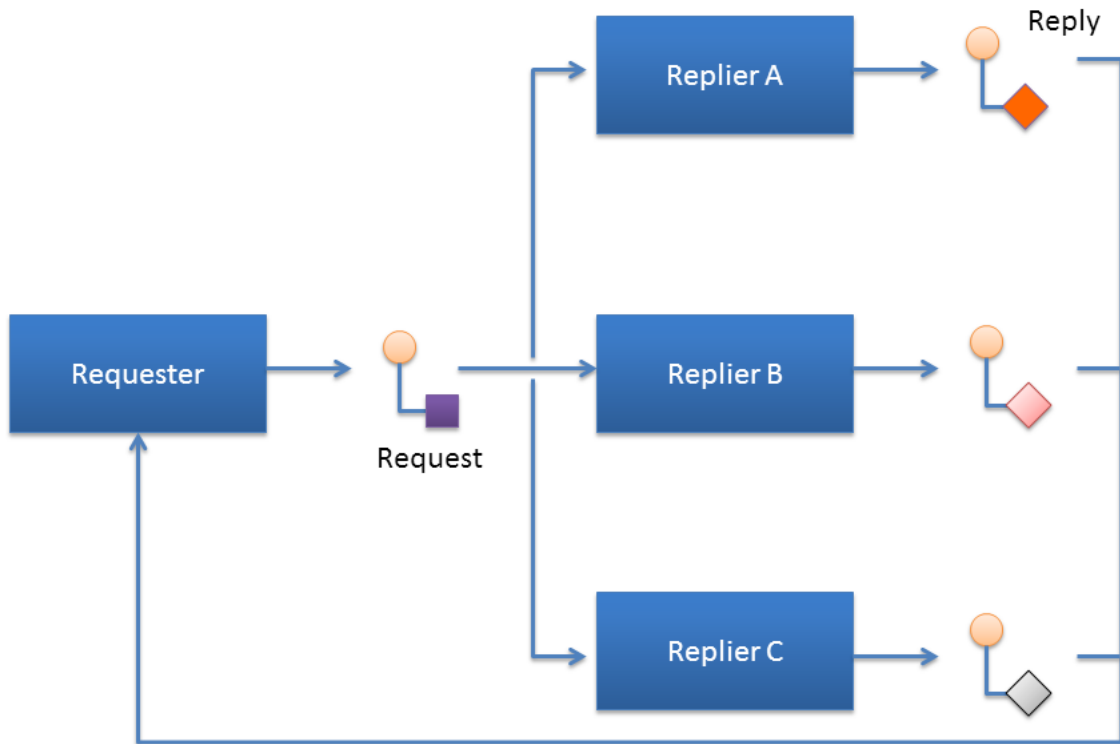 Reply
Replier A
Requester
Replier B
Request
Replier C